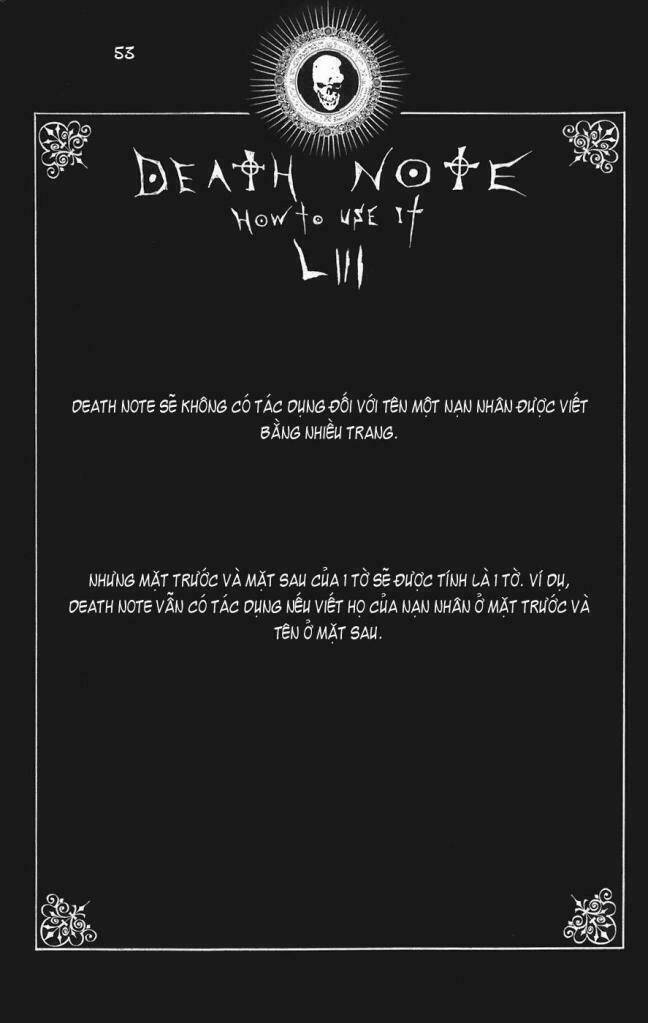 53
DEATH NOTE
HOW TO USE IT
LIII
DEATH NOTE SẼ KHÔNG CÓ TÁC DỤNG ĐỐI VỚI TÊN MỘT NẠN NHÂN ĐƯỢC VIẾT
BẰNG NHIỀU TRANG.
NHƯNG MẶT TRƯỚC VÀ MẶT SAU CỦA 1 TỜ SẼ ĐƯỢC TÍNH LÀ 1 TỜ. VÍ DỤ,
DEATH NOTE VẪN CÓ TÁC DỤNG NẾU VIẾT HỌ CỦA NẠN NHÂN Ở MẶT TRƯỚC VÀ
TÊN Ở MẶT SAU.